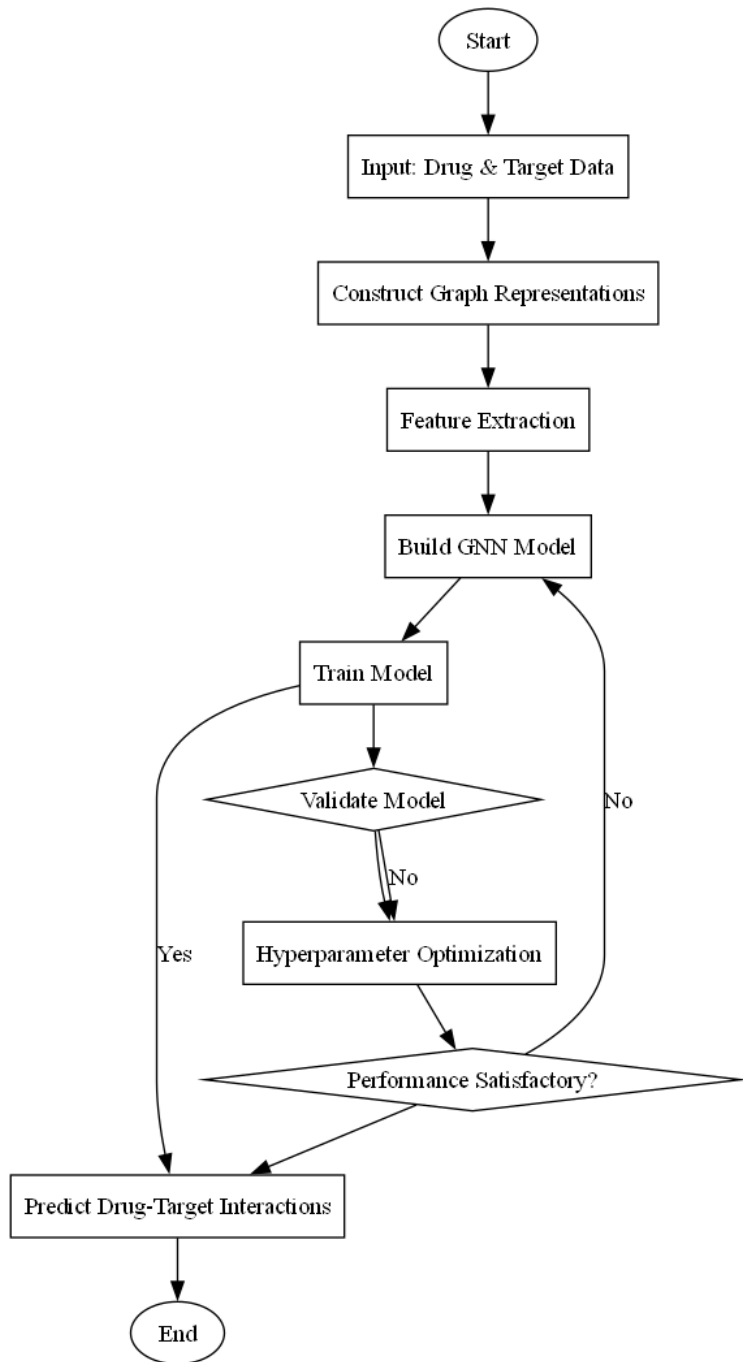 Start
Input: Drug & Target Data
Construct Graph Representations
Feature Extraction
Build GNN Model
Train Model
Validate Model
No
No
Hyperparameter Optimization
Yes
Performance Satisfactory?
Predict Drug-Target Interactions
End